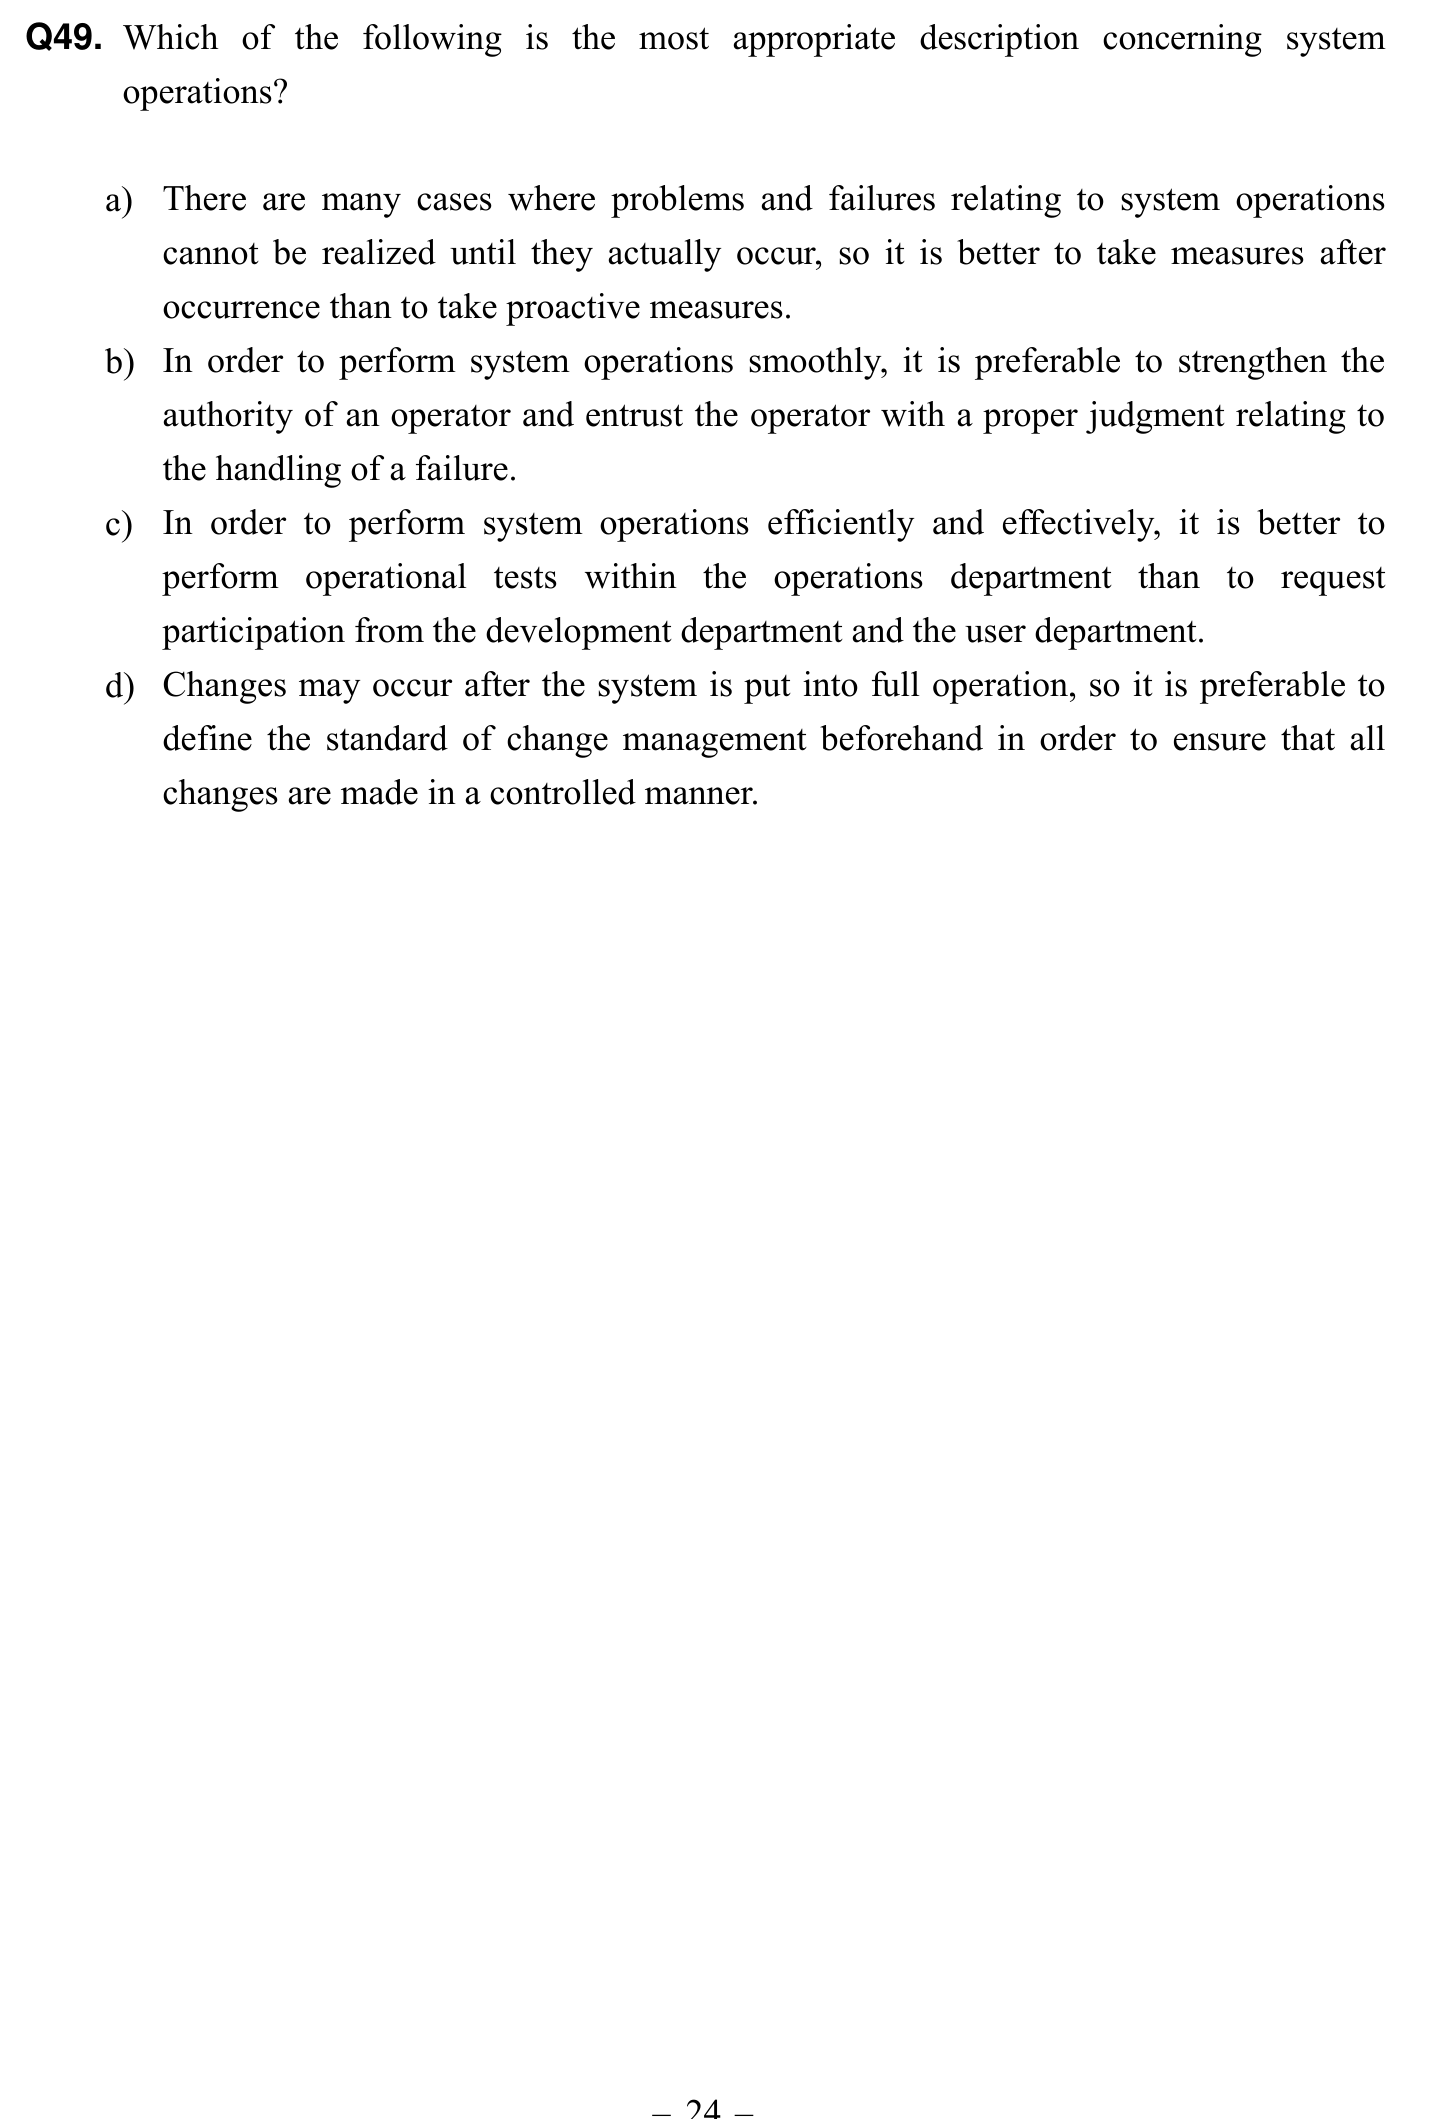 Q49. Which of the following is the most appropriate description concerning system
operations?
a) There are many cases where problems and failures relating to system operations
cannot be realized until they actually occur, so it is better to take measures after
occurrence than to take proactive measures.
b) In order to perform system operations smoothly, it is preferable to strengthen the
authority of an operator and entrust the operator with a proper judgment relating to
the handling of a failure.
c) In order to perform system operations efficiently and effectively, it is better to
perform operational tests within the operations department than to request
participation from the development department and the user department.
d) Changes may occur after the system is put into full operation, so it is preferable to
define the standard of change management beforehand in order to ensure that all
changes are made in a controlled manner.
– 24 –